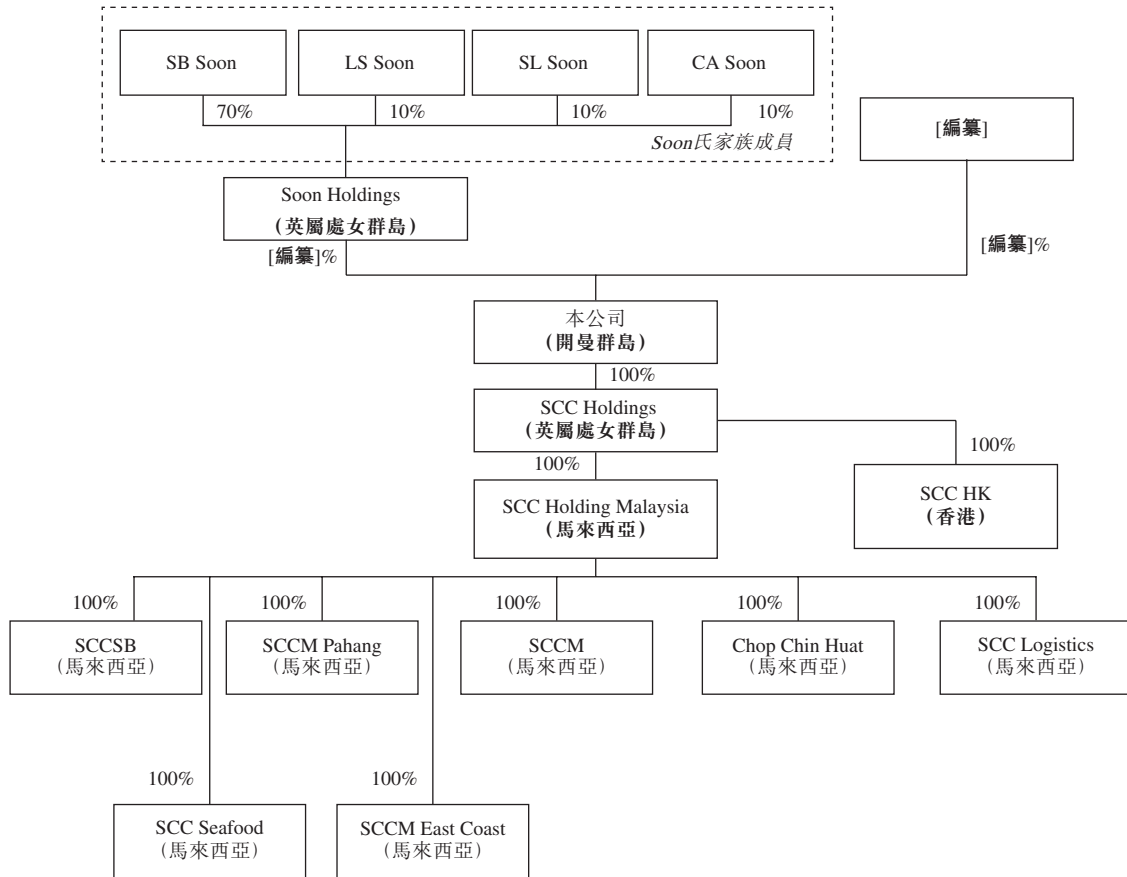 SB Soon
LS Soon
SL Soon
CA Soon
70%
10%
10%
10%
Soon氏家族成員
[編纂]
Soon Holdings
(英屬處女群島)
[編纂]%
[編纂]%
本公司
(開曼群島)
100%
SCC Holdings
(英屬處女群島)
100%
100%
SCC Holding Malaysia
(馬來西亞)
SCC HK
(香港)
100%
100%
100%
100%
100%
SCCSB
(馬來西亞)
SCCM Pahang
(馬來西亞)
SCCM
(馬來西亞)
Chop Chin Huat
(馬來西亞)
SCC Logistics
(馬來西亞)
100%
100%
SCC Seafood
(馬來西亞)
SCCM East Coast
(馬來西亞)